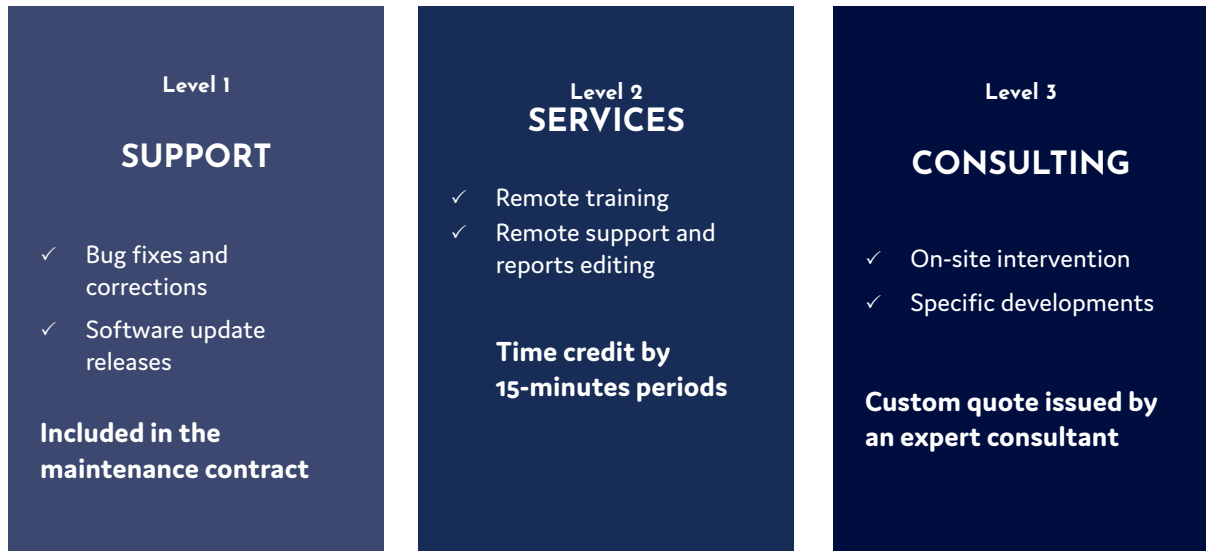 Level 1
SUPPORT
✓ Bug fixes and
corrections
✓ Software update
releases
Included in the
maintenance contract
Level 2
SERVICES
✓ Remote training
✓ Remote support and
reports editing
Time credit by
15-minutes periods
Level 3
CONSULTING
✓ On-site intervention
✓ Specific developments
Custom quote issued by
an expert consultant